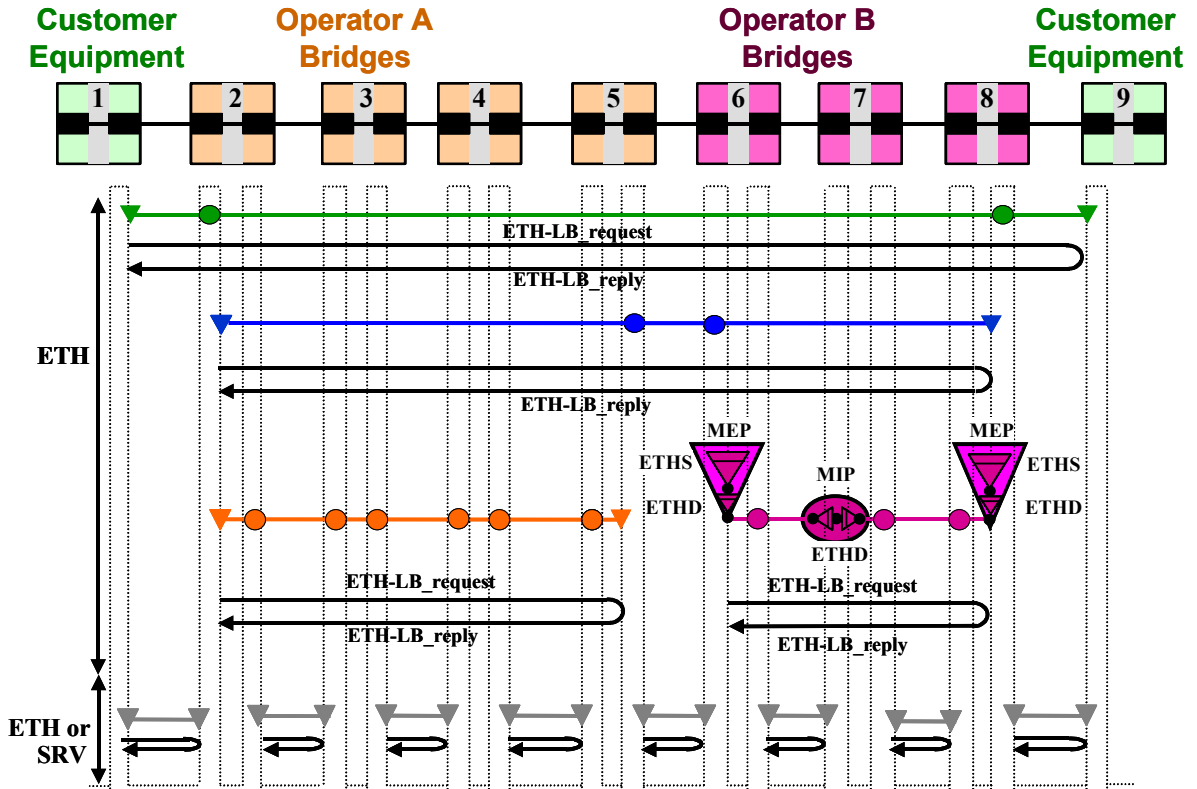 Customer
Equipment
Operator A
Bridges
Operator B
Bridges
Customer
Equipment
1
2
3
4
5
6
7
8
9
ETH-LB_request
ETH-LB_reply
ETH
ETH-LB_reply
MEP
MEP
ETHS
MIP
ETHS
ETHD
ETHD
ETHD
ETH-LB_request
ETH-LB_request
ETH-LB_reply
ETH-LB_reply
ETH or
SRV